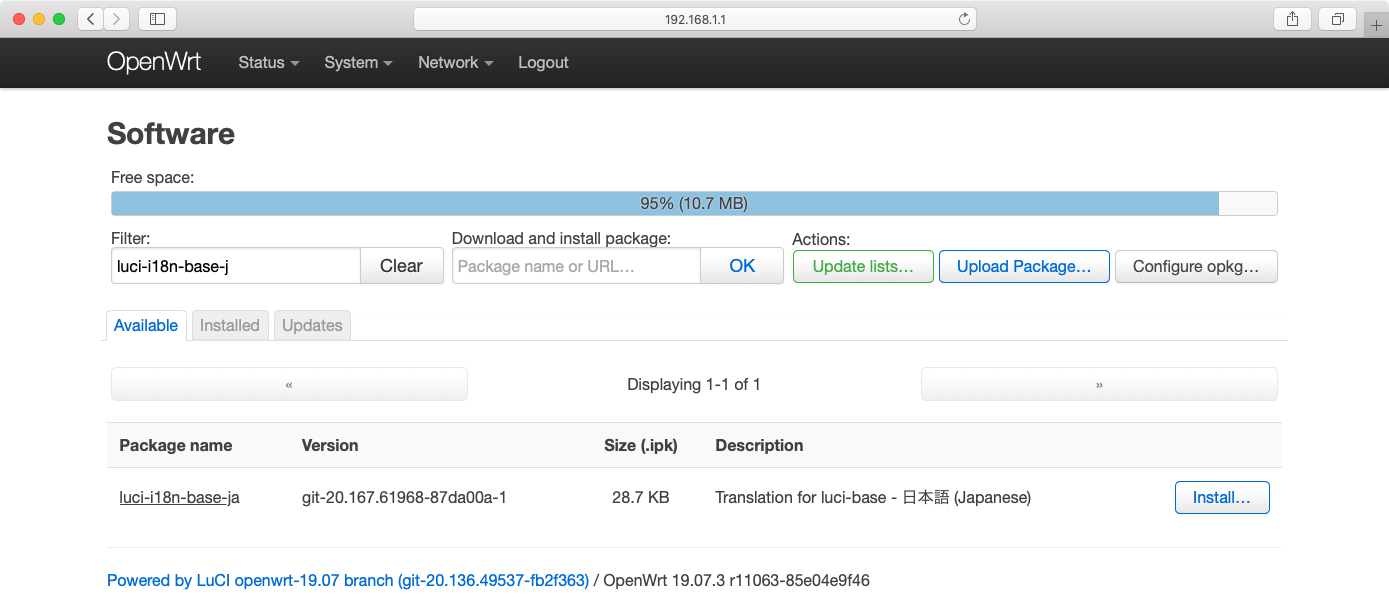 192.168.1.1
OpenWrt Status System Network Logout
Software
Free space:
95% (10.7 MB)
Filter: Download and install package: Actions:
luci-i18n-base-j Clear Package name or URL… OK Update lists… Upload Package… Configure opkg…
Available Installed Updates
« Displaying 1-1 of 1 »
Package name Version Size (.ipk) Description
luci-i18n-base-ja git-20.167.61968-87da00a-1 28.7 KB Translation for luci-base - 日本語 (Japanese) Install…
Powered by LuCI openwrt-19.07 branch (git-20.136.49537-fb2f363) / OpenWrt 19.07.3 r11063-85e04e9f46